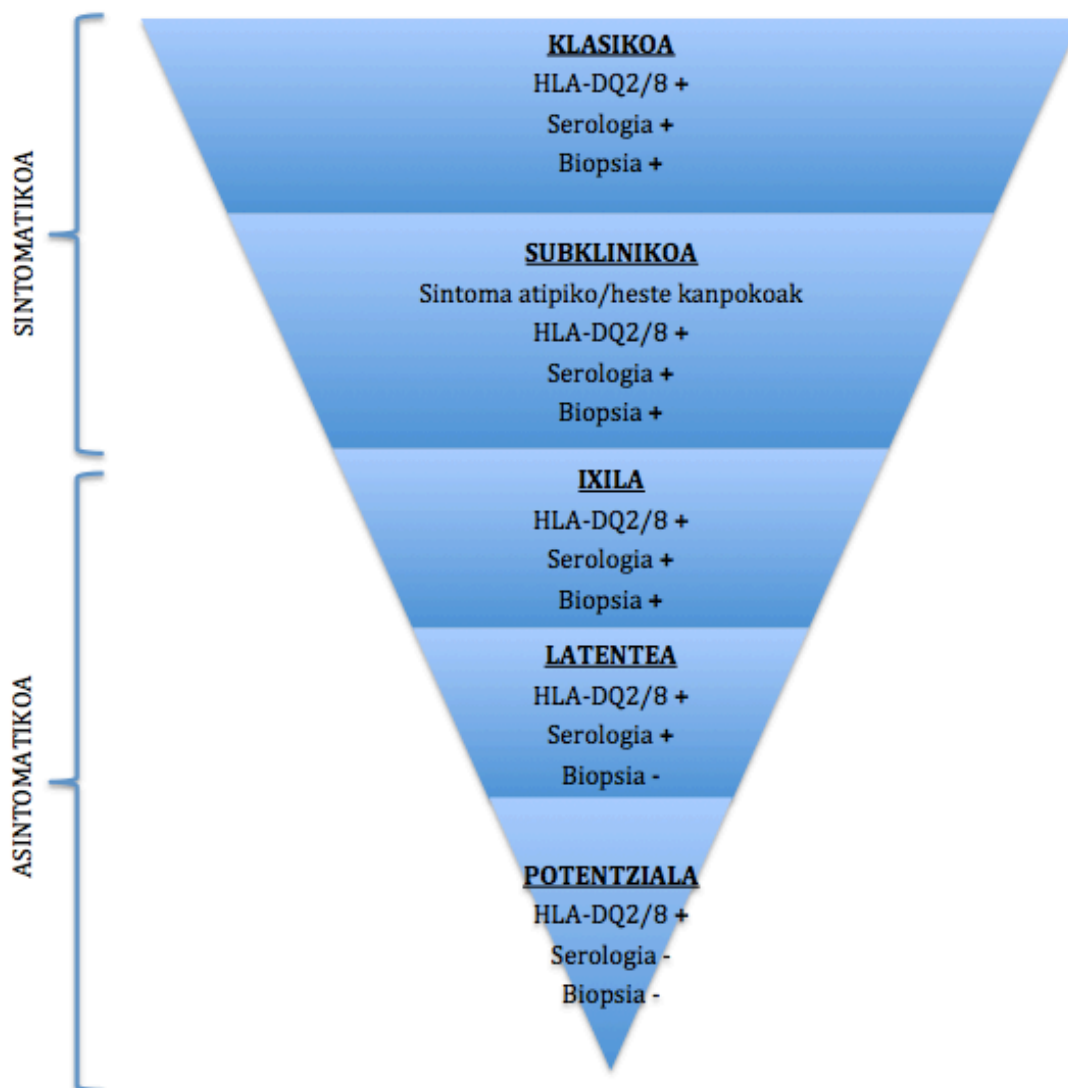 SINTOMATIKOA
KLASIKOA
HLA-DQ2/8 +
Serologia +
Biopsia +
SUBKLINIKOA
Sintoma atipiko/heste kanpokoak
HLA-DQ2/8 +
Serologia +
Biopsia +
ASINTOMATIKOA
IXILA
HLA-DQ2/8 +
Serologia +
Biopsia +
LATENTEA
HLA-DQ2/8 +
Serologia +
Biopsia -
POTENTZIALA
HLA-DQ2/8 +
Serologia -
Biopsia -